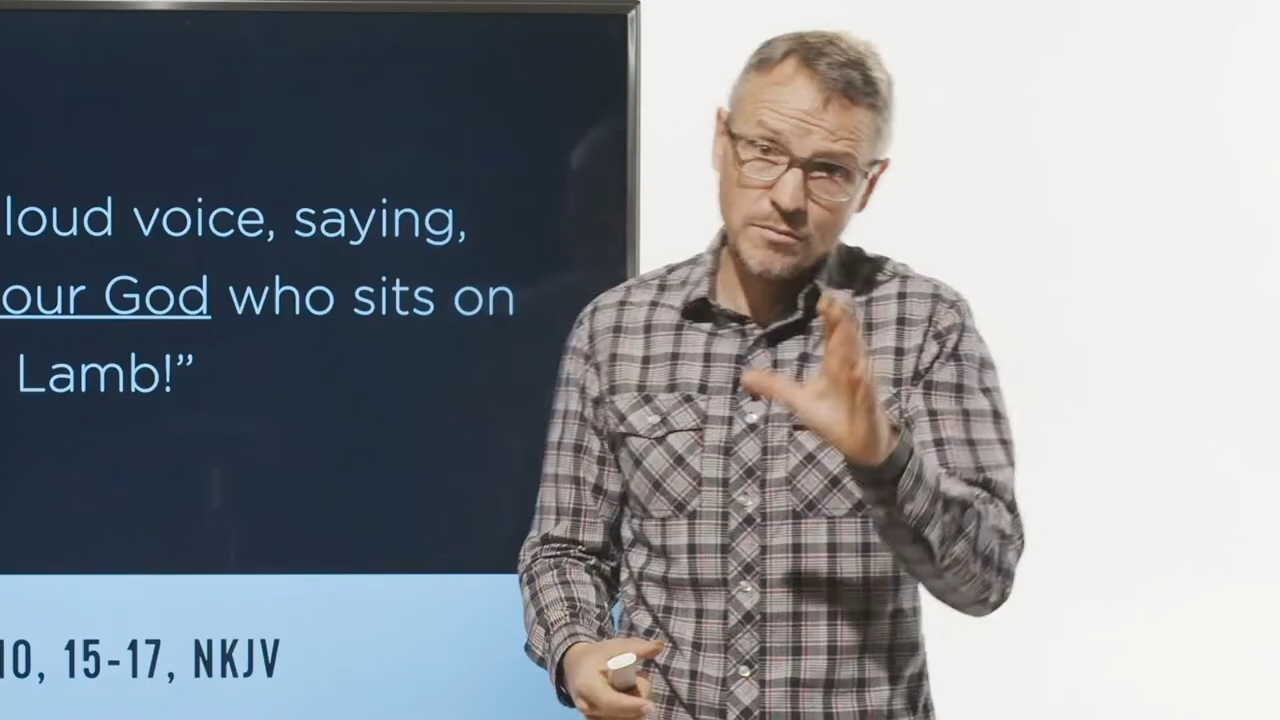 loud voice, saying,
our God who sits on
Lamb!”
10, 15-17, NKJV